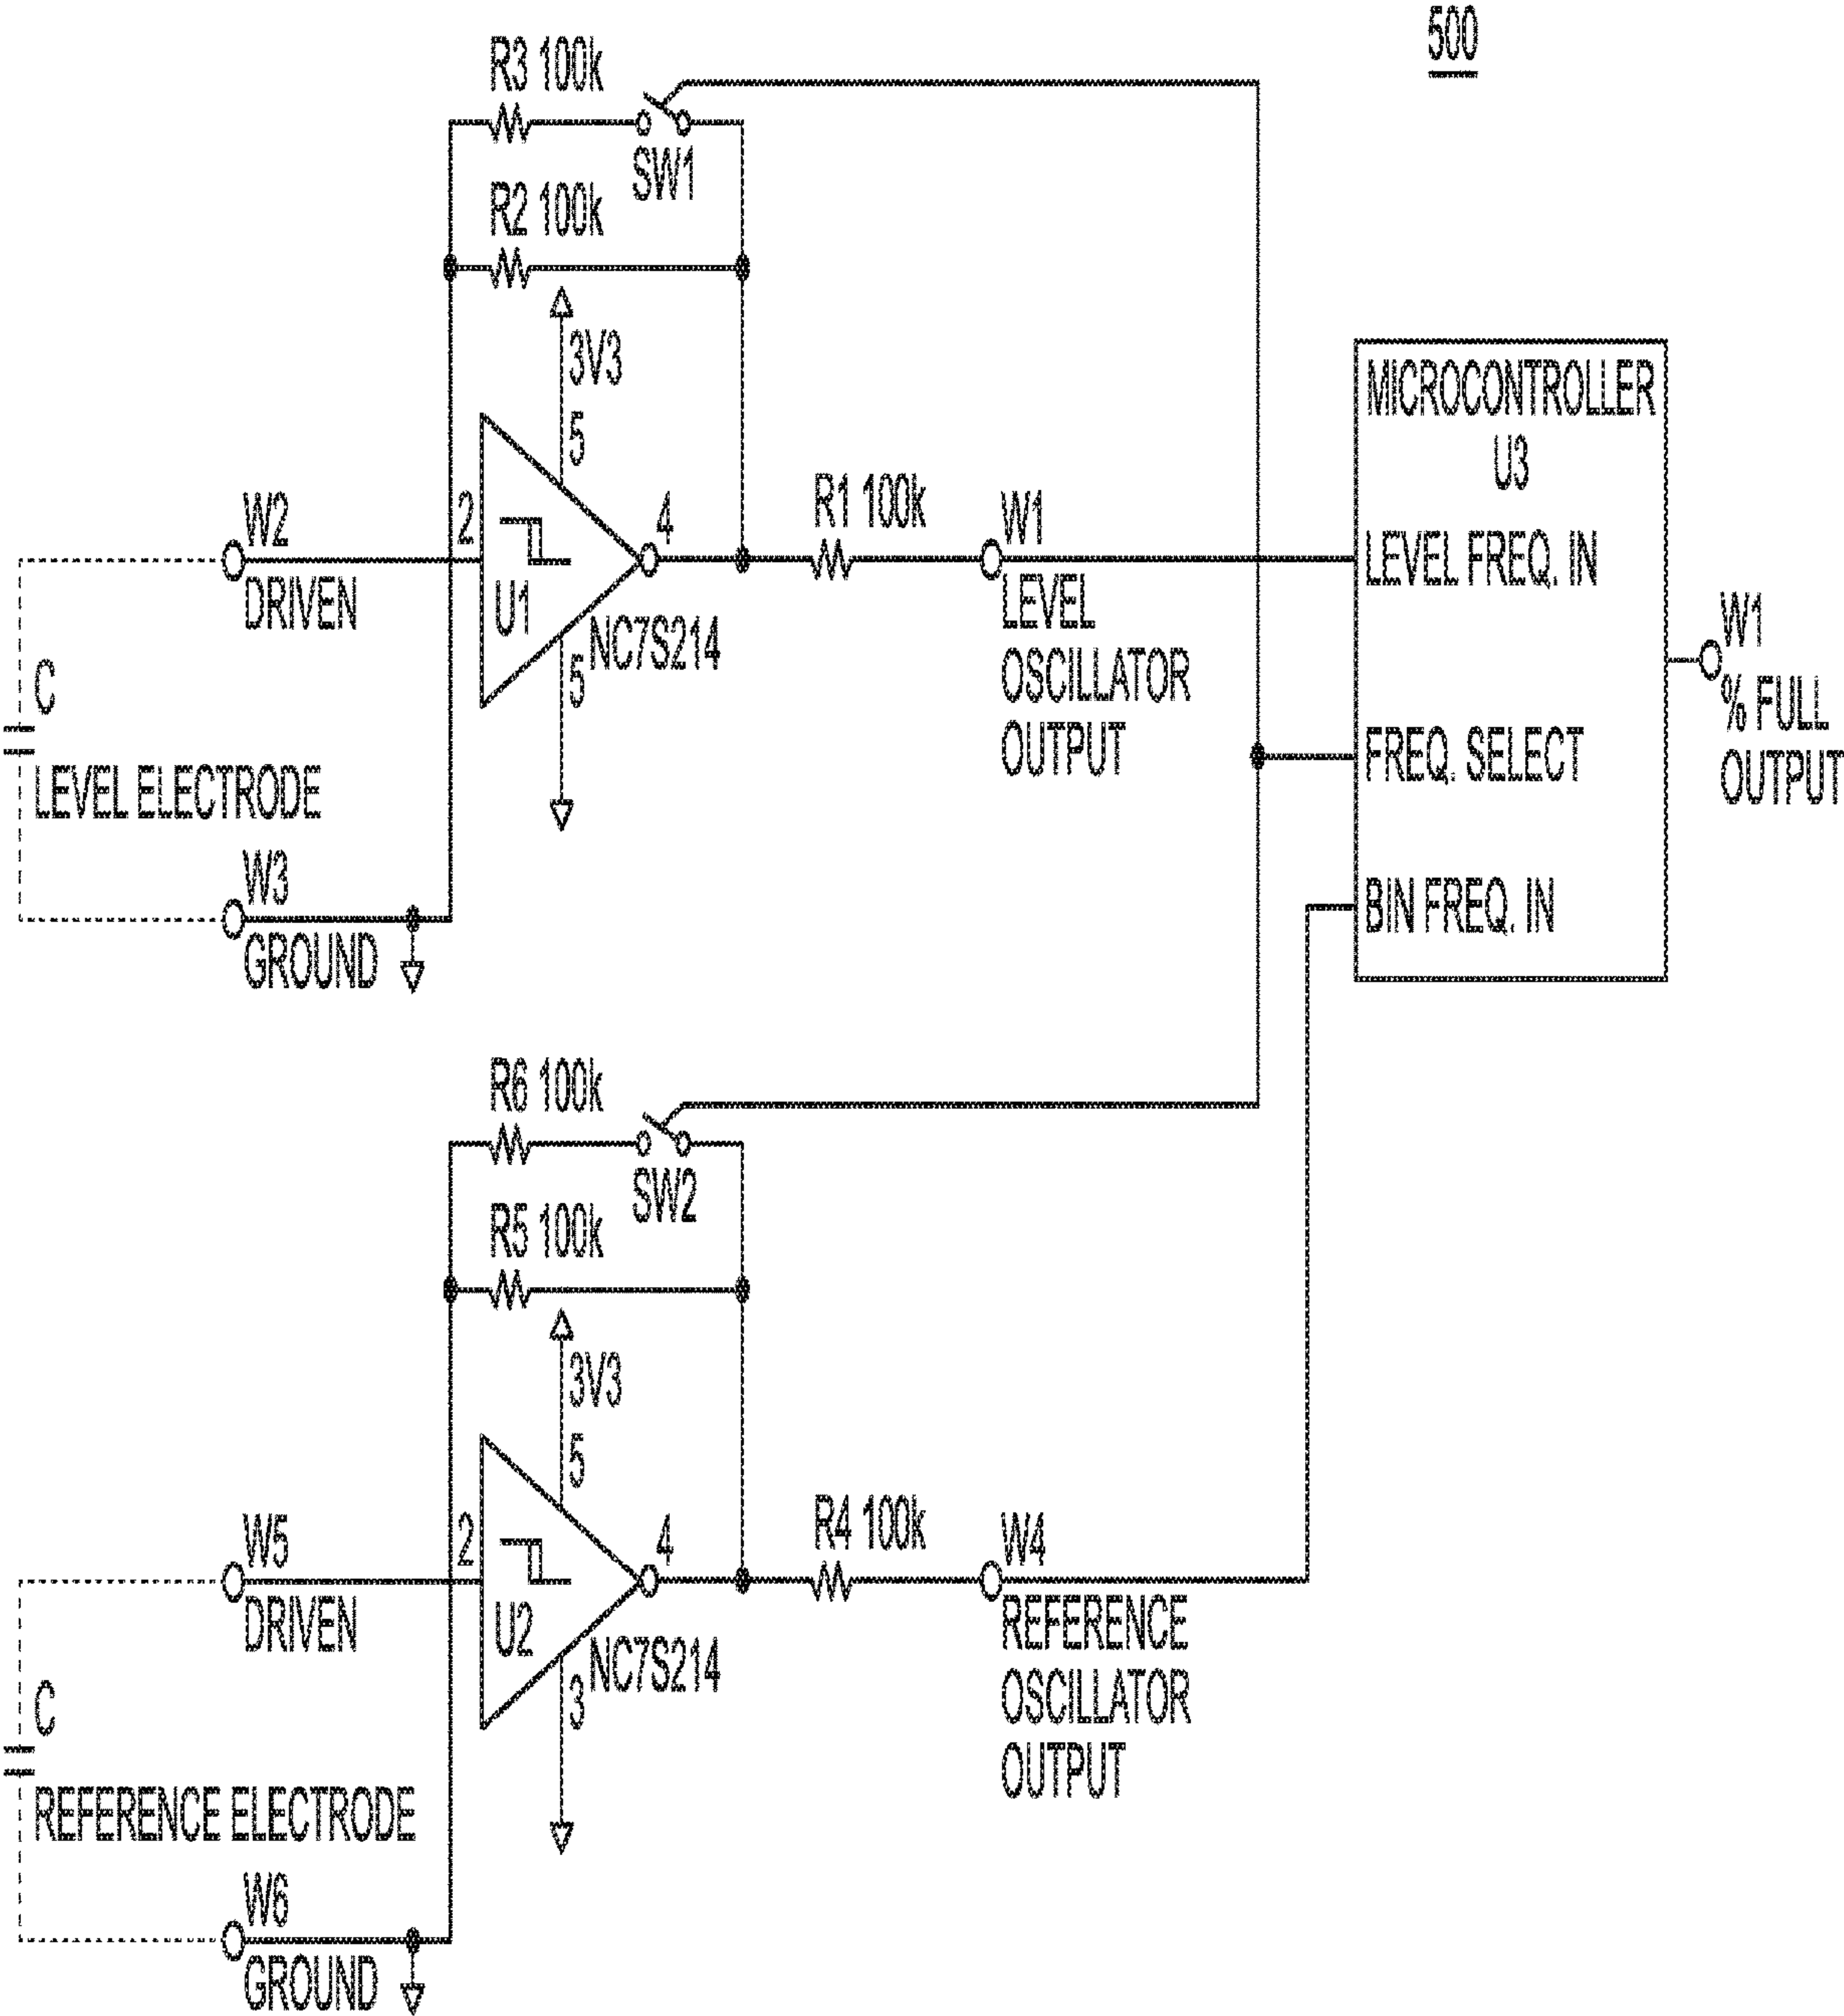 500
R3 100k
SW1
R2 100k
3V3
5
W2
2
4
R1 100k
W1
DRIVEN
U1
NC7S214
5
LEVEL
OSCILLATOR
OUTPUT
C
LEVEL ELECTRODE
W3
GROUND
MICROCONTROLLER
U3
LEVEL FREQ. IN
FREQ. SELECT
BIN FREQ. IN
W1
% FULL
OUTPUT
R6 100k
SW2
R5 100k
3V3
5
W5
2
4
R4 100k
W4
DRIVEN
U2
NC7S214
3
REFERENCE
OSCILLATOR
OUTPUT
C
REFERENCE ELECTRODE
W6
GROUND